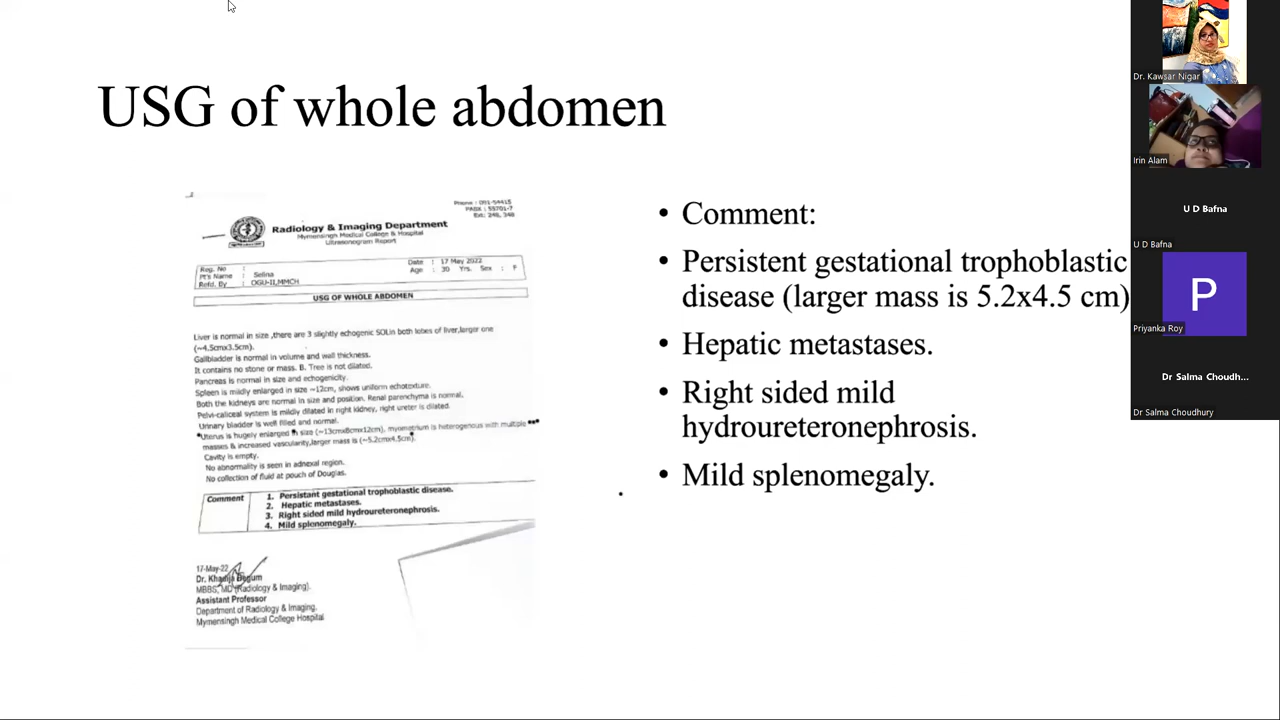 USG of whole abdomen
Phone : 091-54415
PABX : 55701-7
Ext: 248, 348
Radiology & Imaging Department
Mymensingh Medical College & Hospital
Ultrasonogram Report
Reg. No :
Pt's Name : Selina
Refd. By : OGU-II,MMCH
Date : 17 May 2022
Age : 30 Yrs. Sex : F
USG OF WHOLE ABDOMEN
Liver is normal in size ,there are 3 slightly echogenic SOLin both lobes of liver,larger one
(~4.5cmx3.5cm).
Gallbladder is normal in volume and wall thickness.
It contains no stone or mass. B. Tree is not dilated.
Pancreas is normal in size and echogenicity.
Spleen is mildly enlarged in size ~12cm, shows uniform echotexture.
Both the kidneys are normal in size and position. Renal parenchyma is normal.
Pelvi-caliceal system is mildly dilated in right kidney, right ureter is dilated.
Urinary bladder is well filled and normal.
Uterus is hugely enlarged in size (~13cmx8cmx12cm), myometrium is heterogenous with multiple
masses & increased vascularity,larger mass is (~5.2cmx4.5cm).
Cavity is empty.
No abnormality is seen in adnexal region.
No collection of fluid at pouch of Douglas.
Comment
1. Persistant gestational trophoblastic disease.
2. Hepatic metastases.
3. Right sided mild hydroureteronephrosis.
4. Mild splenomegaly.
17-May-22
Dr. Khadija Begum
MBBS, MD (Radiology & Imaging).
Assistant Professor
Department of Radiology & Imaging.
Mymensingh Medical College Hospital
• Comment:
• Persistent gestational trophoblastic
disease (larger mass is 5.2x4.5 cm)
• Hepatic metastases.
• Right sided mild
hydroureteronephrosis.
• Mild splenomegaly.
Dr. Kawsar Nigar
Irin Alam
U D Bafna
U D Bafna
P
Priyanka Roy
Dr Salma Choudh...
Dr Salma Choudhury